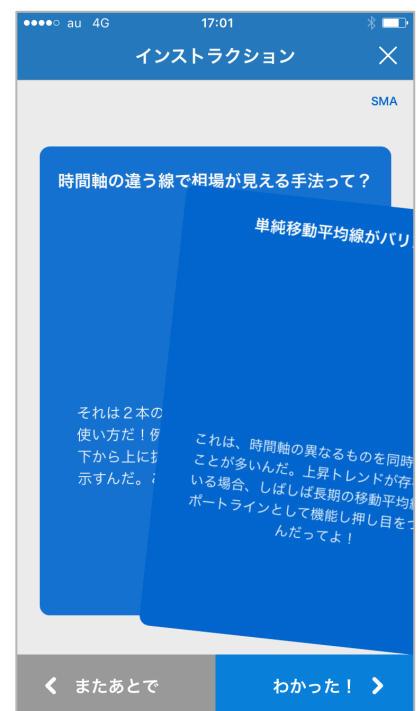 au 4G 17:01
インストラクション
SMA
時間軸の違う線で相場が見える手法って？
単純移動平均線がバリ
それは２本の
使い方だ！例
下から上に
示すんだ。
これは、時間軸の異なるものを同時
ことが多いんだ。上昇トレンドが存
いる場合、しばしば長期の移動平均
ポートラインとして機能し押し目をつ
んだってよ！
またあとで
わかった！